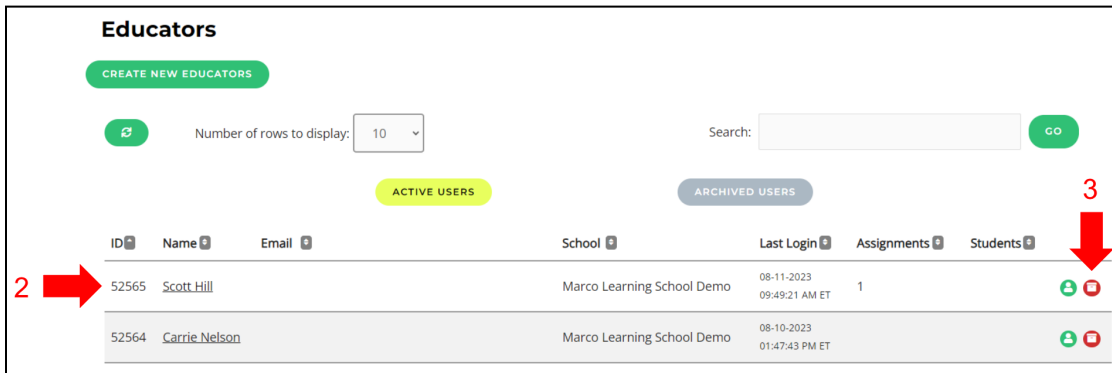 Educators
CREATE NEW EDUCATORS
Number of rows to display: 10
Search:
GO
ACTIVE USERS
ARCHIVED USERS
3
ID Name Email School Last Login Assignments Students
2
52565 Scott Hill Marco Learning School Demo 08-11-2023 1
09:49:21 AM ET
52564 Carrie Nelson Marco Learning School Demo 08-10-2023
01:47:43 PM ET